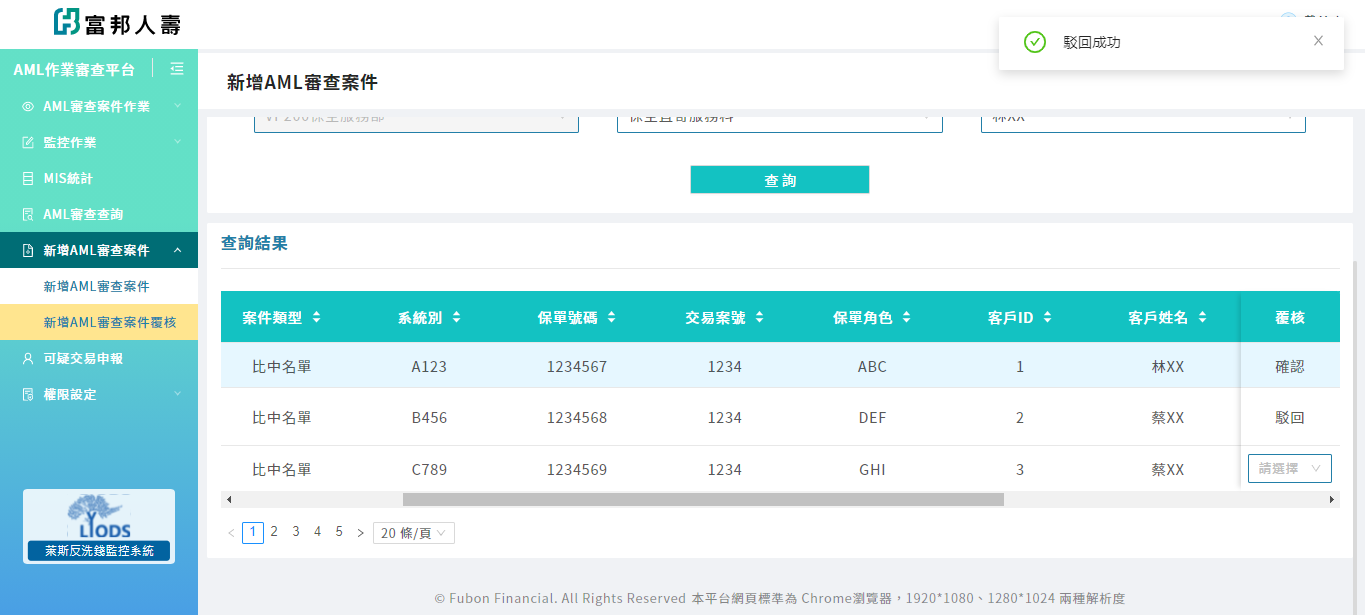 富邦人壽
駁回成功
AML作業審查平台
AML審查案件作業
監控作業
MIS統計
AML審查查詢
新增AML審查案件
新增AML審查案件
新增AML審查案件覆核
可疑交易申報
權限設定
LYODS
萊斯反洗錢監控系統
新增AML審查案件
林XX
查詢
查詢結果
案件類型 系統別 保單號碼 交易案號 保單角色 客戶ID 客戶姓名 覆核
比中名單 A123 1234567 1234 ABC 1 林XX 確認
比中名單 B456 1234568 1234 DEF 2 蔡XX 駁回
比中名單 C789 1234569 1234 GHI 3 蔡XX 請選擇
1 2 3 4 5 20 條/頁
© Fubon Financial. All Rights Reserved 本平台網頁標準為 Chrome瀏覽器，1920*1080、1280*1024 兩種解析度